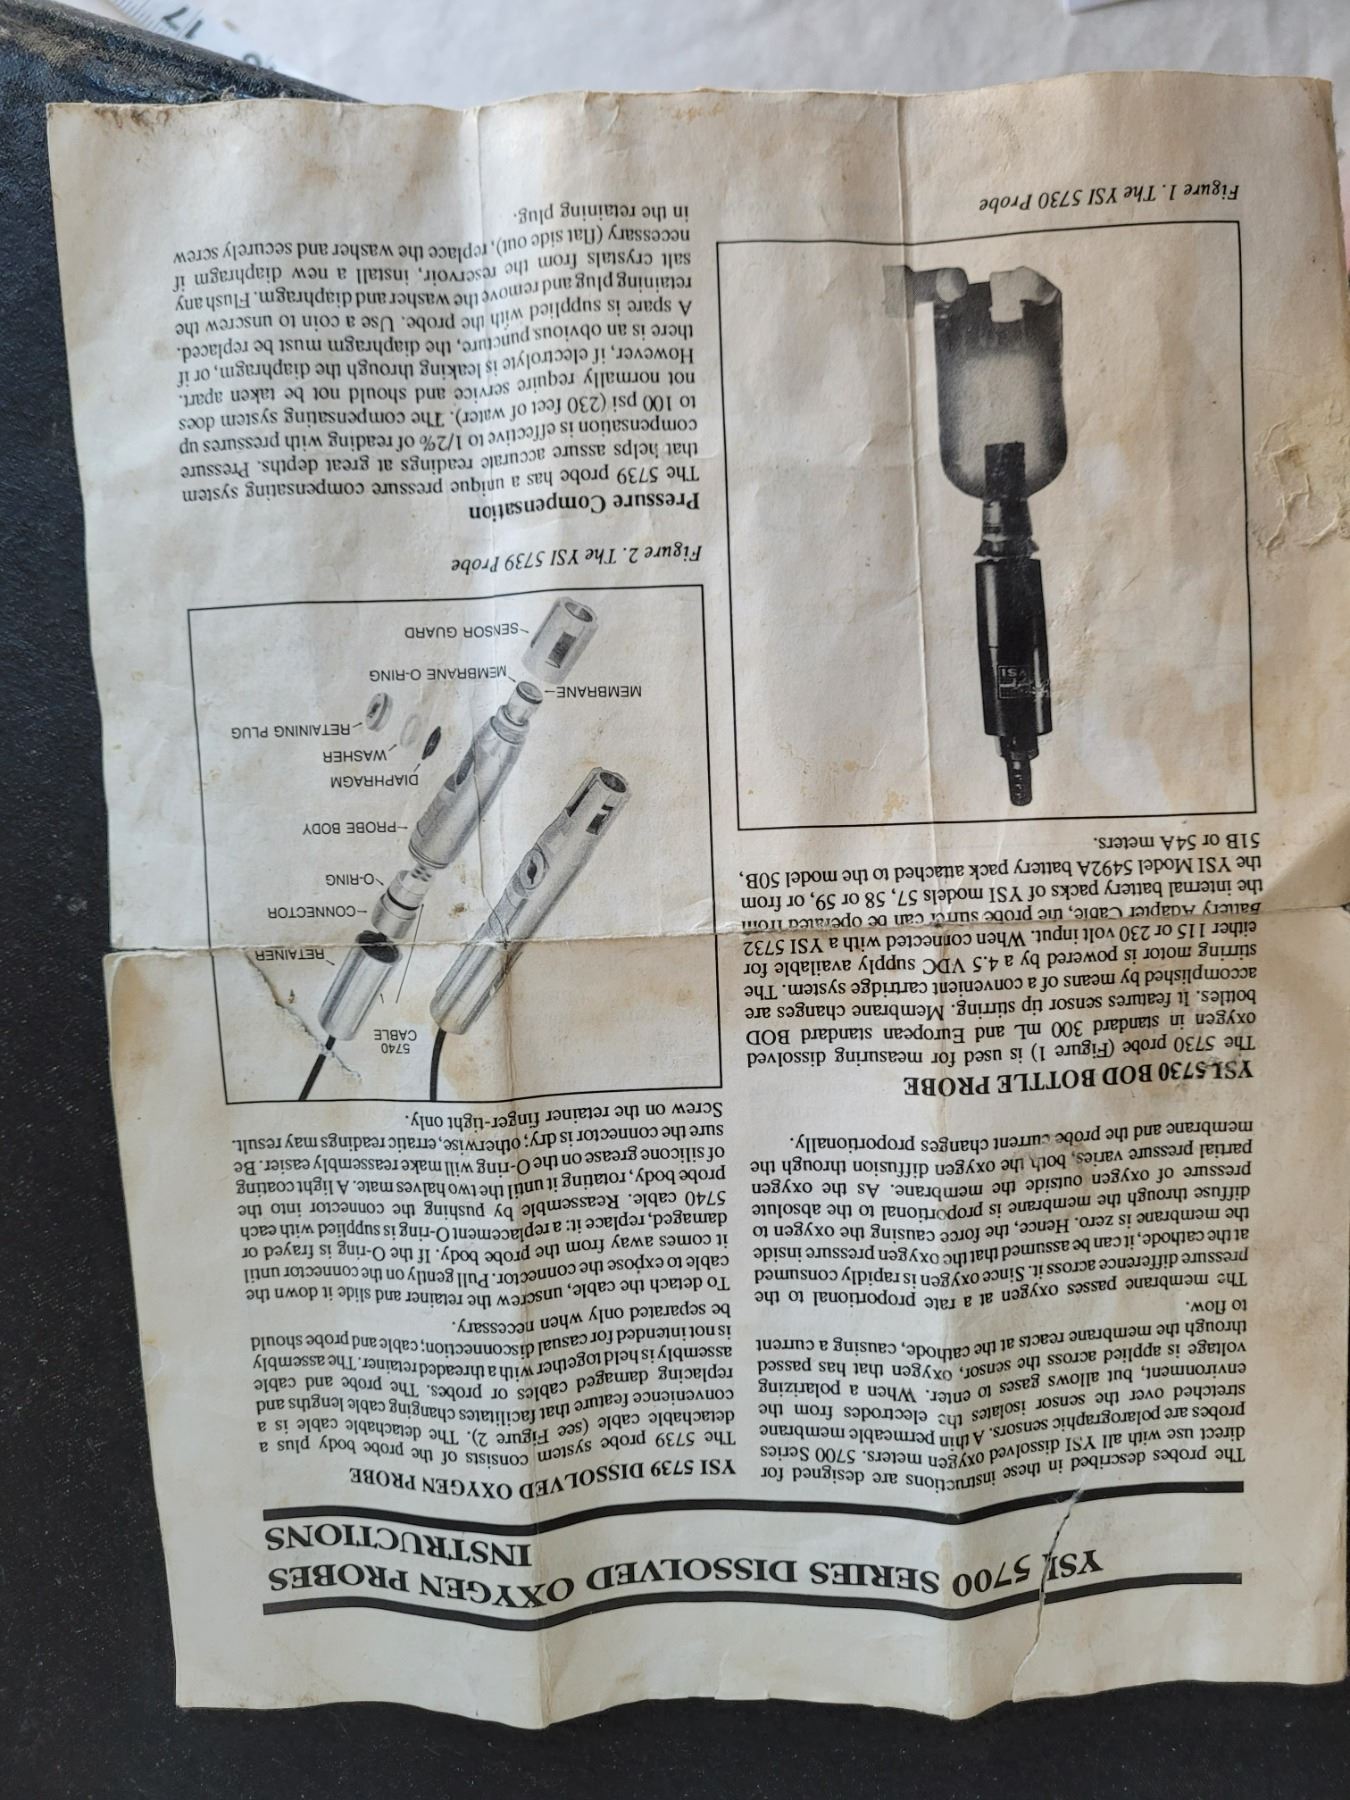 YSI 5700 SERIES DISSOLVED OXYGEN PROBES
INSTRUCTIONS
The probes described in these instructions are designed for
direct use with all YSI dissolved oxygen meters. 5700 Series
probes are polarographic sensors. A thin permeable membrane
stretched over the sensor isolates the electrodes from the
environment, but allows gases to enter. When a polarizing
voltage is applied across the sensor, oxygen that has passed
through the membrane reacts at the cathode, causing a current
to flow.
The membrane passes oxygen at a rate proportional to the
pressure difference across it. Since oxygen is rapidly consumed
at the cathode, it can be assumed that the oxygen pressure inside
the membrane is zero. Hence, the force causing the oxygen to
diffuse through the membrane is proportional to the absolute
pressure of oxygen outside the membrane. As the oxygen
partial pressure varies, both the oxygen diffusion through the
membrane and the probe current changes proportionally.
YSI 5730 BOD BOTTLE PROBE
The 5730 probe (Figure 1) is used for measuring dissolved
oxygen in standard 300 mL and European standard BOD
bottles. It features sensor tip stirring. Membrane changes are
accomplished by means of a convenient cartridge system. The
stirring motor is powered by a 4.5 VDC supply available for
either 115 or 230 volt input. When connected with a YSI 5732
Battery Adapter Cable, the probe stirrer can be operated from
the internal battery packs of YSI models 57, 58 or 59, or from
the YSI Model 5492A battery pack attached to the model 50B,
51B or 54A meters.
YSI
Figure 1. The YSI 5730 Probe
YSI 5739 DISSOLVED OXYGEN PROBE
The 5739 probe system consists of the probe body plus a
detachable cable (see Figure 2). The detachable cable is a
convenience feature that facilitates changing cable lengths and
replacing damaged cables or probes. The probe and cable
assembly is held together with a threaded retainer. The assembly
is not intended for casual disconnection; cable and probe should
be separated only when necessary.
To detach the cable, unscrew the retainer and slide it down the
cable to expose the connector. Pull gently on the connector until
it comes away from the probe body. If the O-ring is frayed or
damaged, replace it: a replacement O-ring is supplied with each
5740 cable. Reassemble by pushing the connector into the
probe body, rotating it until the two halves mate. A light coating
of silicone grease on the O-ring will make reassembly easier. Be
sure the connector is dry; otherwise, erratic readings may result.
Screw on the retainer finger-tight only.
5740
CABLE
RETAINER
CONNECTOR
O-RING
PROBE BODY
DIAPHRAGM
WASHER
RETAINING PLUG
MEMBRANE
MEMBRANE O-RING
SENSOR GUARD
Figure 2. The YSI 5739 Probe
Pressure Compensation
The 5739 probe has a unique pressure compensating system
that helps assure accurate readings at great depths. Pressure
compensation is effective to 1/2% of reading with pressures up
to 100 psi (230 feet of water). The compensating system does
not normally require service and should not be taken apart.
However, if electrolyte is leaking through the diaphragm, or if
there is an obvious puncture, the diaphragm must be replaced.
A spare is supplied with the probe. Use a coin to unscrew the
retaining plug and remove the washer and diaphragm. Flush any
salt crystals from the reservoir, install a new diaphragm if
necessary (flat side out), replace the washer and securely screw
in the retaining plug.
17